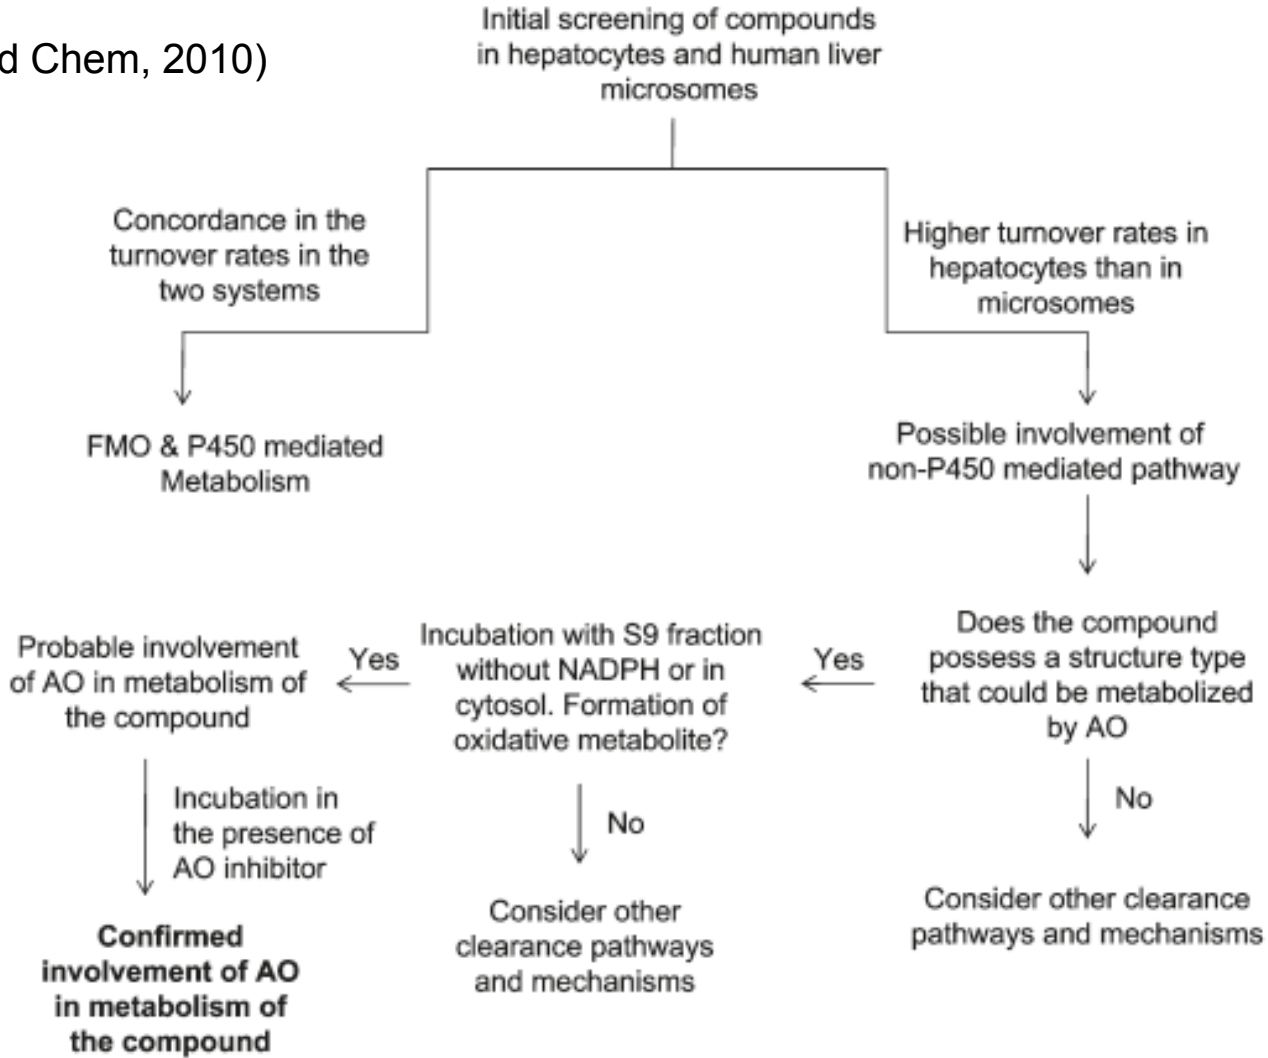 d Chem, 2010)
Initial screening of compounds
in hepatocytes and human liver
microsomes
Concordance in the
turnover rates in the
two systems
Higher turnover rates in
hepatocytes than in
microsomes
FMO & P450 mediated
Metabolism
Possible involvement of
non-P450 mediated pathway
Does the compound
possess a structure type
that could be metabolized
by AO
Yes
No
Incubation with S9 fraction
without NADPH or in
cytosol. Formation of
oxidative metabolite?
Yes
No
Probable involvement
of AO in metabolism of
the compound
Incubation in
the presence of
AO inhibitor
Confirmed
involvement of AO
in metabolism of
the compound
Consider other
clearance pathways
and mechanisms
Consider other clearance
pathways and mechanisms